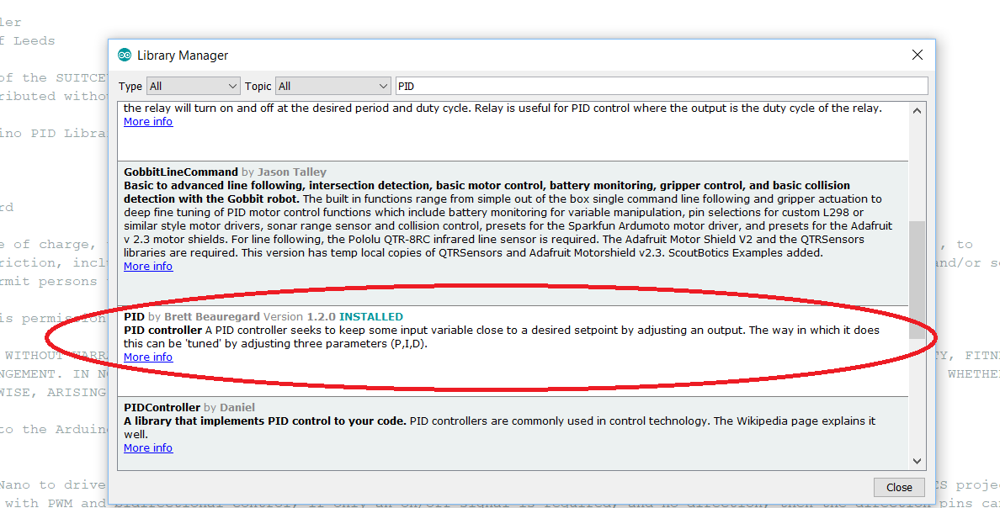 ler
f Leeds
Library Manager
Type All Topic All PID
of the SUITCE
ributed witho
the relay will turn on and off at the desired period and duty cycle. Relay is useful for PID control where the output is the duty cycle of the relay.
More info
ino PID Libra
GobbitLineCommand by Jason Talley
Basic to advanced line following, intersection detection, basic motor control, battery monitoring, gripper control, and basic collision
detection with the Gobbit robot. The built in functions range from simple out of the box single command line following and gripper actuation to
rd
deep fine tuning of PID motor control functions which include battery monitoring for variable manipulation, pin selections for custom L298 or
similar style motor drivers, sonar range sensor and collision control, presets for the Sparkfun Ardumoto motor driver, and presets for the Adafruit
v 2.3 motor shields. For line following, the Pololu QTR-8RC infrared line sensor is required. The Adafruit Motor Shield V2 and the QTRSensors
libraries are required. This version has temp local copies of QTRSensors and Adafruit Motorshield v2.3. ScoutBotics Examples added.
More info
e of charge, , to
riction, incl and/or s
rmit persons
PID by Brett Beauregard Version 1.2.0 INSTALLED
PID controller A PID controller seeks to keep some input variable close to a desired setpoint by adjusting an output. The way in which it does
this can be 'tuned' by adjusting three parameters (P,I,D).
More info
is permission
WITHOUT WARR TY, FITN
NGEMENT. IN N WHETHE
WISE, ARISING
PIDController by Daniel
A library that implements PID control to your code. PID controllers are commonly used in control technology. The Wikipedia page explains it
well.
More info
to the Arduin
Close
Nano to drive ES proje
with PWM and bidirectional control, if only an on/off signal is required, and no direction, then the direction pins ca